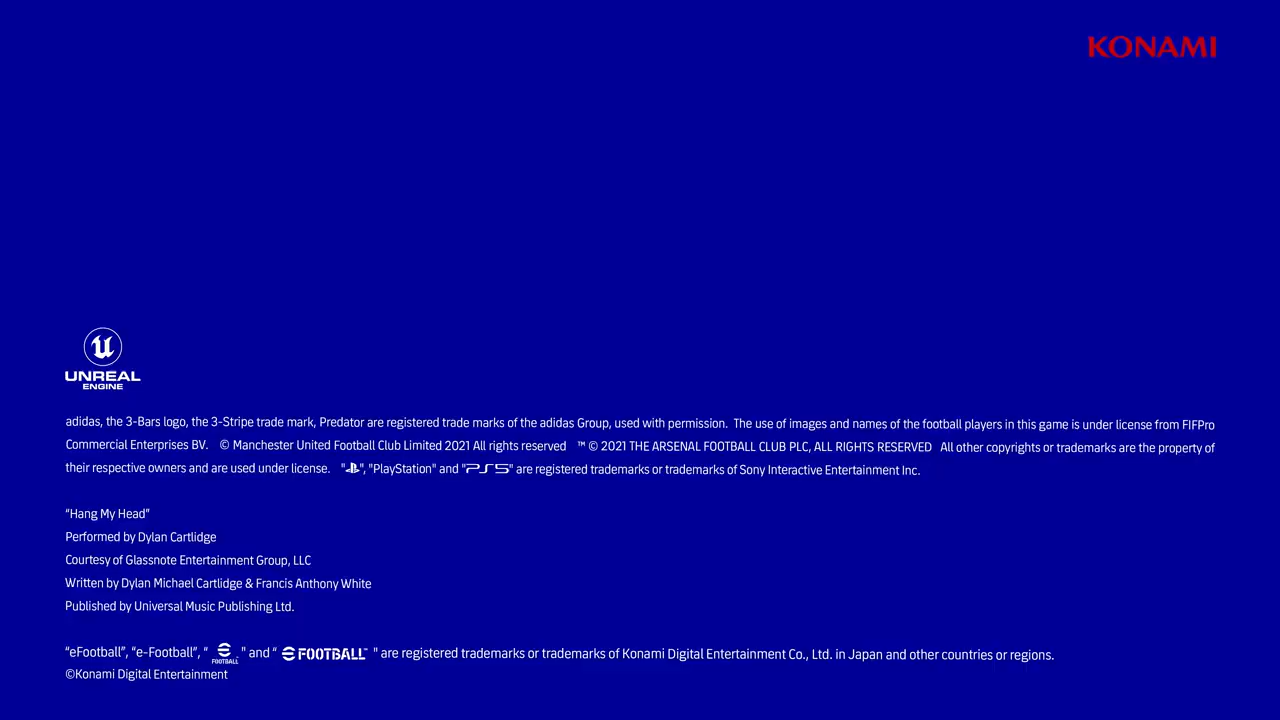 KONAMI
UNREAL
ENGINE
adidas, the 3-Bars logo, the 3-Stripe trade mark, Predator are registered trade marks of the adidas Group, used with permission. The use of images and names of the football players in this game is under license from FIFPro
Commercial Enterprises BV. © Manchester United Football Club Limited 2021 All rights reserved ™ © 2021 THE ARSENAL FOOTBALL CLUB PLC, ALL RIGHTS RESERVED All other copyrights or trademarks are the property of
their respective owners and are used under license. "", "PlayStation" and "PS5" are registered trademarks or trademarks of Sony Interactive Entertainment Inc.
“Hang My Head”
Performed by Dylan Cartlidge
Courtesy of Glassnote Entertainment Group, LLC
Written by Dylan Michael Cartlidge & Francis Anthony White
Published by Universal Music Publishing Ltd.
“eFootball”, “e-Football”, “ e FOOTBALL ” and “ eFOOTBALL™ ” are registered trademarks or trademarks of Konami Digital Entertainment Co., Ltd. in Japan and other countries or regions.
©Konami Digital Entertainment